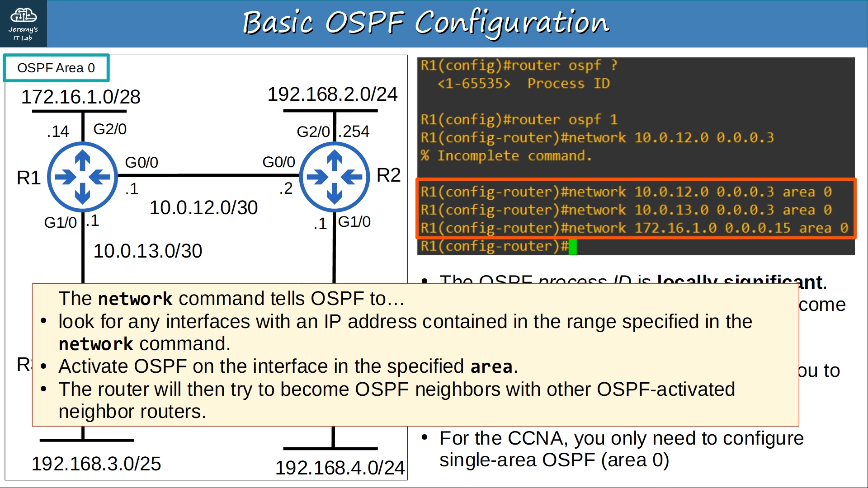 Jeremy's
IT Lab
Basic OSPF Configuration
OSPF Area 0
172.16.1.0/28
192.168.2.0/24
.14 G2/0
G2/0 .254
R1
G0/0
G0/0
R2
.1
.2
10.0.12.0/30
G1/0 .1
.1 G1/0
10.0.13.0/30
192.168.3.0/25
192.168.4.0/24
R1(config)#router ospf ?
<1-65535> Process ID
R1(config)#router ospf 1
R1(config-router)#network 10.0.12.0 0.0.0.3
% Incomplete command.
R1(config-router)#network 10.0.12.0 0.0.0.3 area 0
R1(config-router)#network 10.0.13.0 0.0.0.3 area 0
R1(config-router)#network 172.16.1.0 0.0.0.15 area 0
R1(config-router)#
• The OSPF process ID is locally significant.
come
ou to
The network command tells OSPF to…
• look for any interfaces with an IP address contained in the range specified in the
network command.
• Activate OSPF on the interface in the specified area.
• The router will then try to become OSPF neighbors with other OSPF-activated
neighbor routers.
• For the CCNA, you only need to configure
single-area OSPF (area 0)